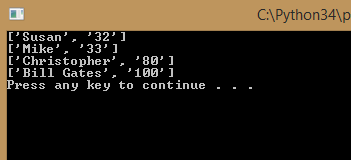 C:\Python34\p
['Susan', '32']
['Mike', '33']
['Christopher', '80']
['Bill Gates', '100']
Press any key to continue . . .